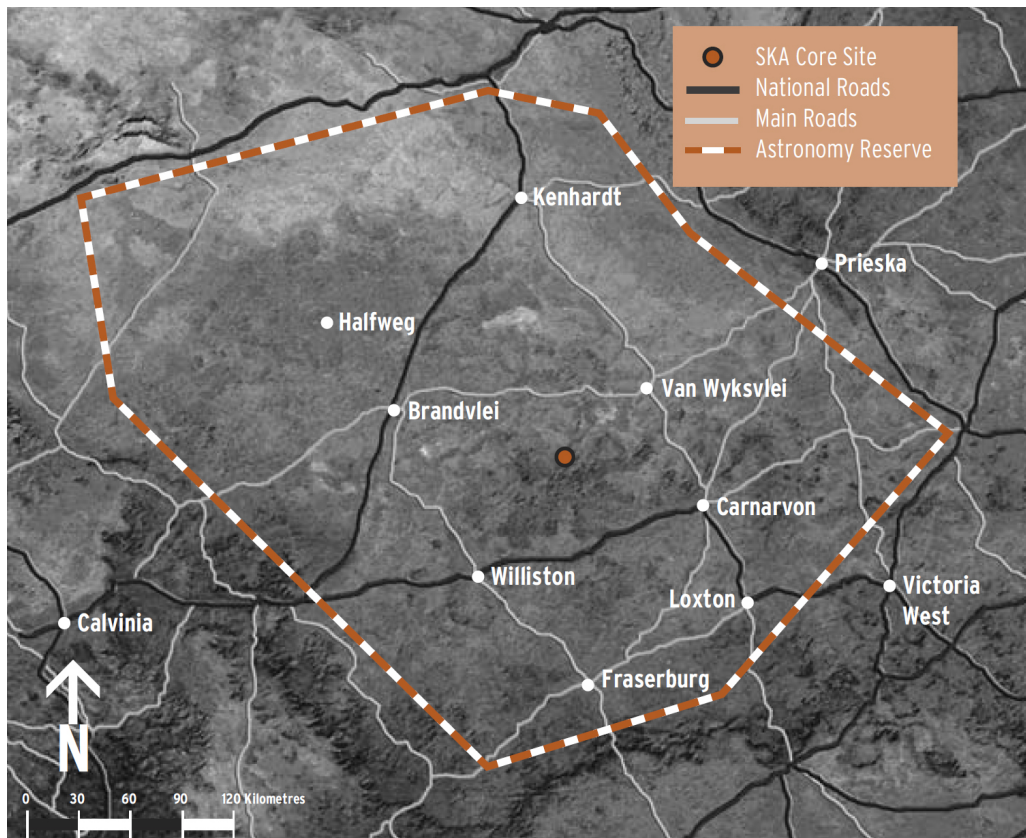 SKA Core Site
National Roads
Main Roads
Astronomy Reserve
Kenhardt
Prieska
Halfweg
Van Wyksvlei
Brandvlei
Carnarvon
Williston
Loxton
Victoria
West
Calvinia
Fraserburg
N
0 30 60 90 120 Kilometres